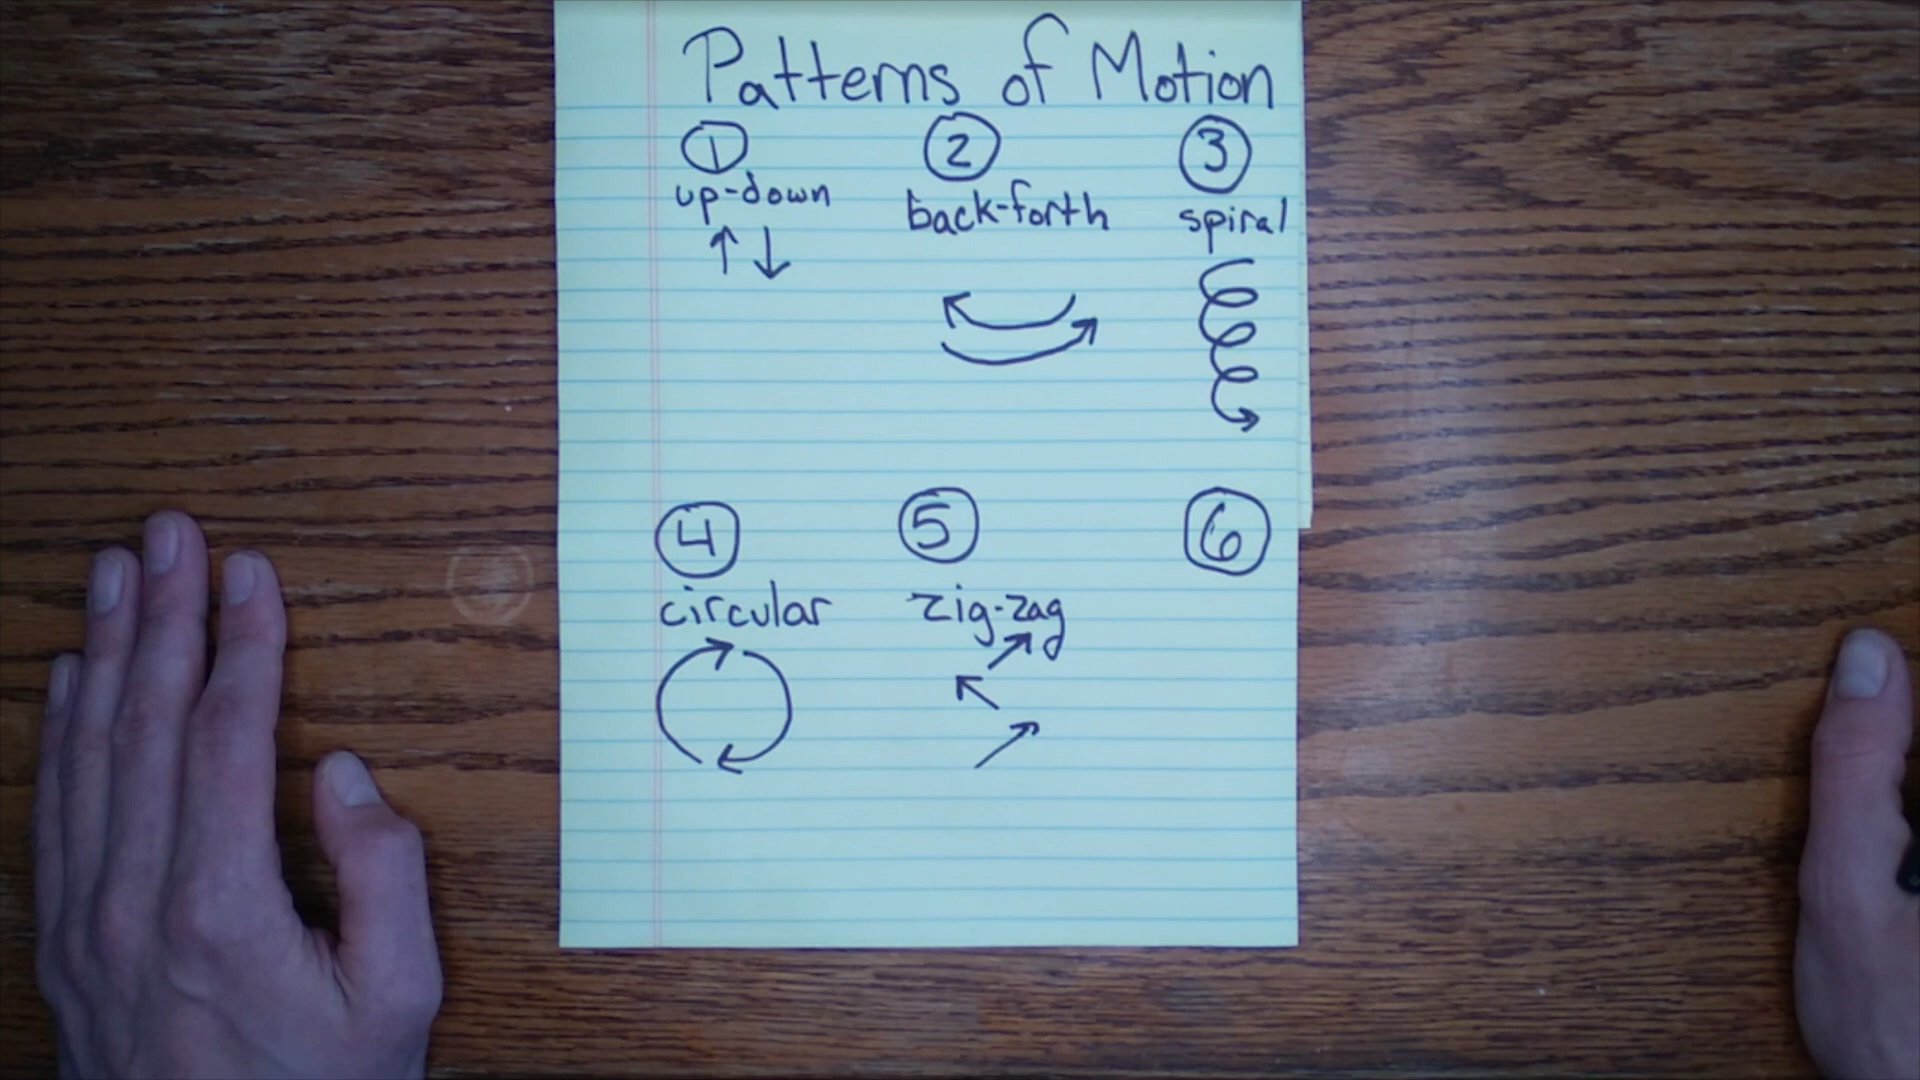 Patterns of Motion
1 2 3
up-down back-forth spiral
4 5 6
circular zig-zag